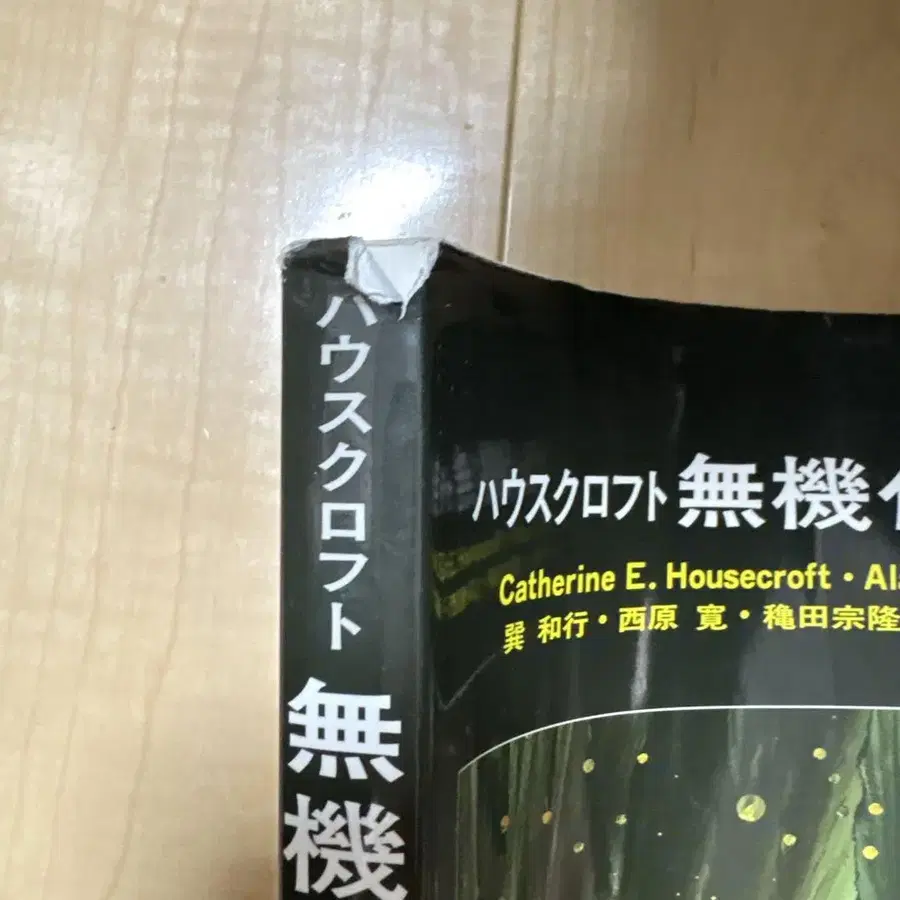 ハウスクロフト 無機
ハウスクロフト 無機
Catherine E. Housecroft・Al
巽 和行・西原 寛・穐田宗隆